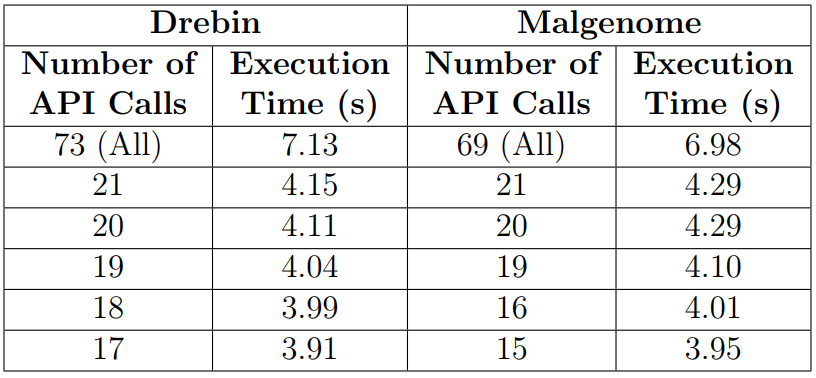 Drebin Malgenome
Number of API Calls Execution Time (s) Number of API Calls Execution Time (s)
73 (All) 7.13 69 (All) 6.98
21 4.15 21 4.29
20 4.11 20 4.29
19 4.04 19 4.10
18 3.99 16 4.01
17 3.91 15 3.95